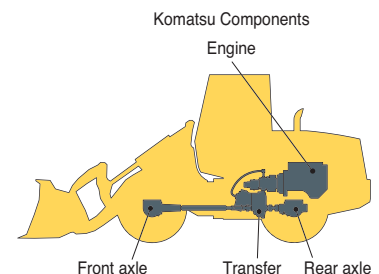 Komatsu Components
Engine
Front axle
Transfer
Rear axle